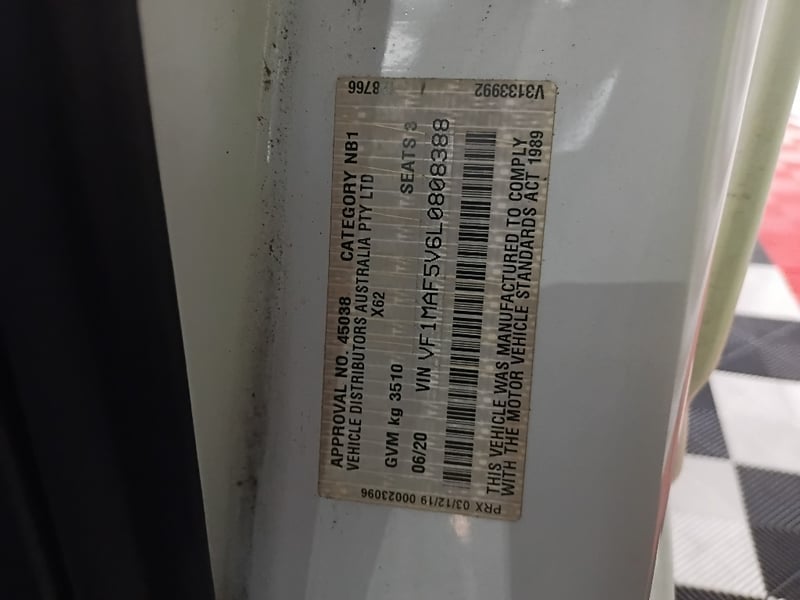 APPROVAL NO. 45038 CATEGORY NB1
VEHICLE DISTRIBUTORS AUSTRALIA PTY LTD
X62
GVM kg 3510 SEATS 3
06/20 VIN VF1MAF5V6L0808388
THIS VEHICLE WAS MANUFACTURED TO COMPLY
WITH THE MOTOR VEHICLE STANDARDS ACT 1989
8766 V3133992
PRX 03/12/19 00023096